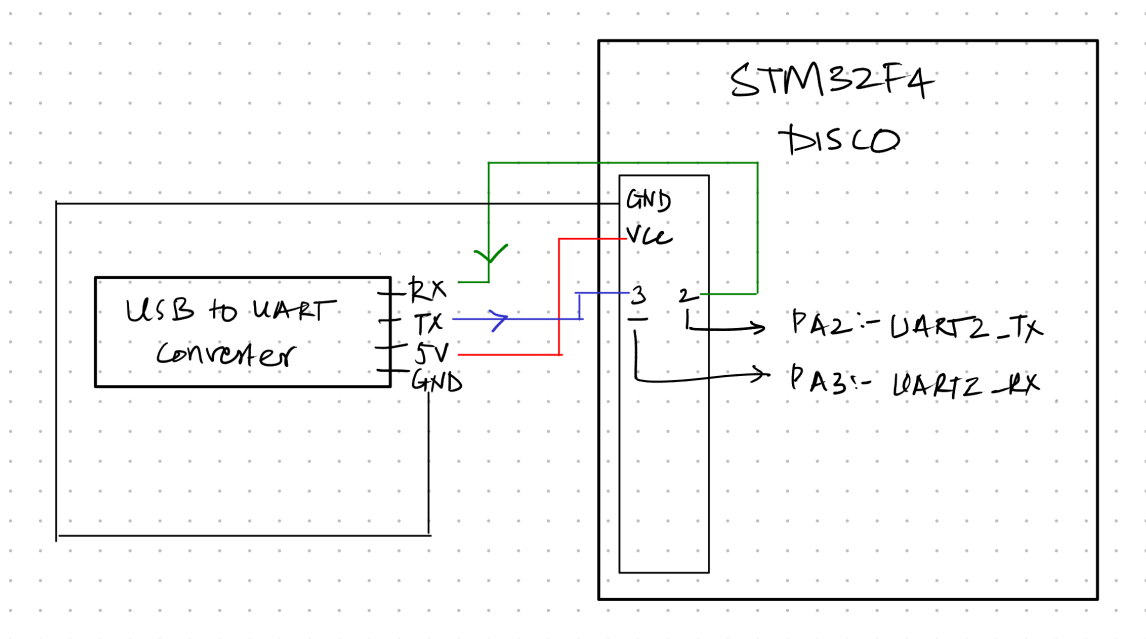 STM32F4
DISCO
GND
VCC
RX
USB to UART
TX
Converter
5V
GND
3 2
PA2:- UART2_TX
PA3:- UART2_RX